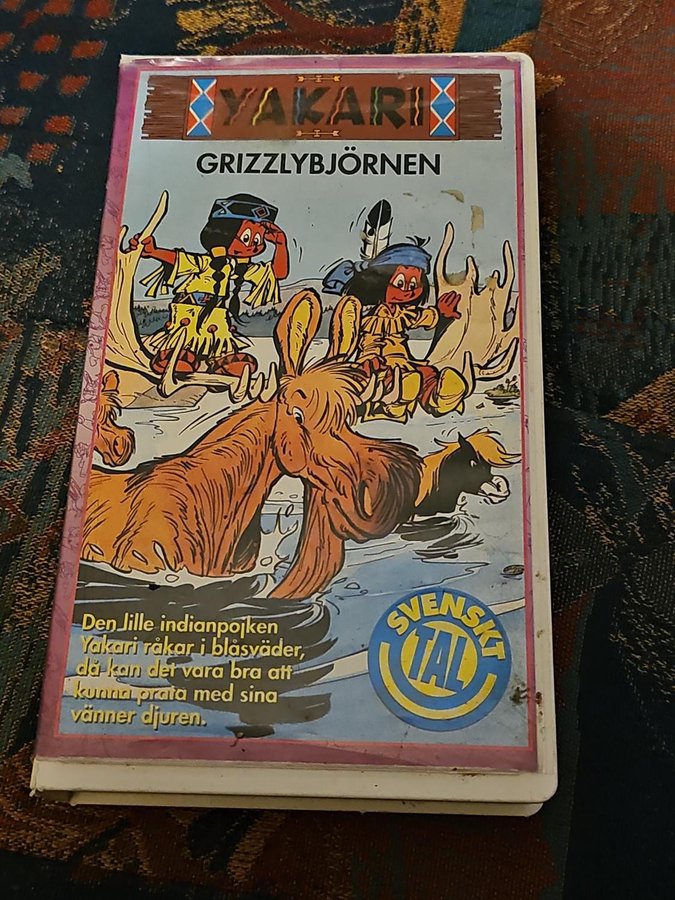 YAKARI
GRIZZLYBJÖRNEN
Den lille indianpojken
Yakari råkar i blåsväder,
då kan det vara bra att
kunna prata med sina
vänner djuren.
SVENSKT
TAL